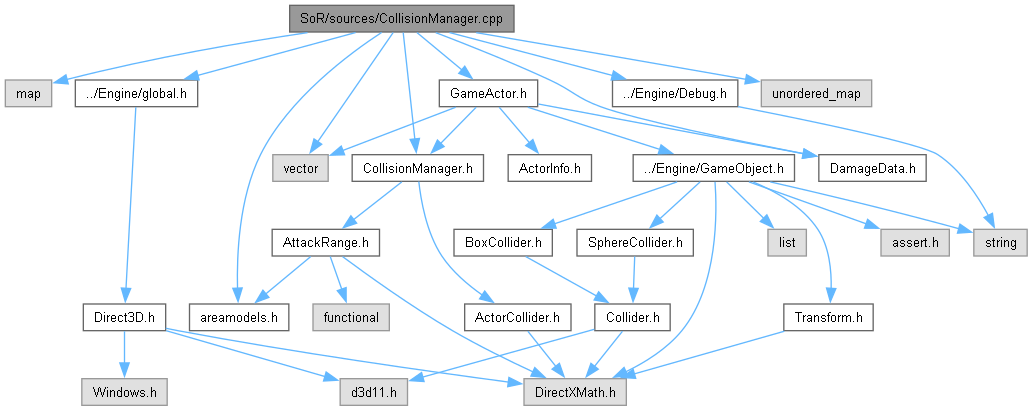 SoR/sources/CollisionManager.cpp
map
../Engine/global.h
GameActor.h
../Engine/Debug.h
unordered_map
vector
CollisionManager.h
ActorInfo.h
../Engine/GameObject.h
DamageData.h
AttackRange.h
BoxCollider.h
SphereCollider.h
list
assert.h
string
Direct3D.h
areamodels.h
functional
ActorCollider.h
Collider.h
Transform.h
Windows.h
d3d11.h
DirectXMath.h